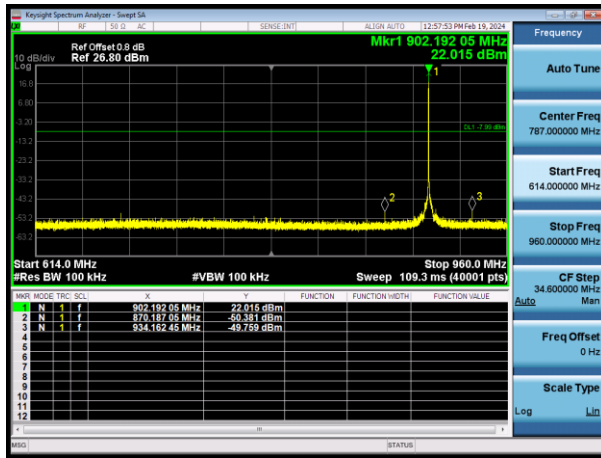 Keysight Spectrum Analyzer - Swept SA
RF 50 Ω AC SENSE:INT ALIGN AUTO 12:57:53 PM Feb 19, 2024
Mkr1 902.192 05 MHz
22.015 dBm
Ref Offset 0.8 dB
Ref 26.80 dBm
10 dB/div
Log
16.8
6.80
-3.20
-13.2
-23.2
-33.2
-43.2
-53.2
-63.2
1
DL1 -7.99 dBm
2
3
Start 614.0 MHz Stop 960.0 MHz
#Res BW 100 kHz #VBW 100 kHz Sweep 109.3 ms (40001 pts)
MKR MODE TRC SCL X Y FUNCTION FUNCTION WIDTH FUNCTION VALUE
1 N 1 f 902.192 05 MHz 22.015 dBm
2 N 1 f 870.187 05 MHz -50.381 dBm
3 N 1 f 934.162 45 MHz -49.759 dBm
4
5
6
7
8
9
10
11
12
MSG STATUS
Frequency
Auto Tune
Center Freq
787.000000 MHz
Start Freq
614.000000 MHz
Stop Freq
960.000000 MHz
CF Step
34.600000 MHz
Auto Man
Freq Offset
0 Hz
Scale Type
Log Lin